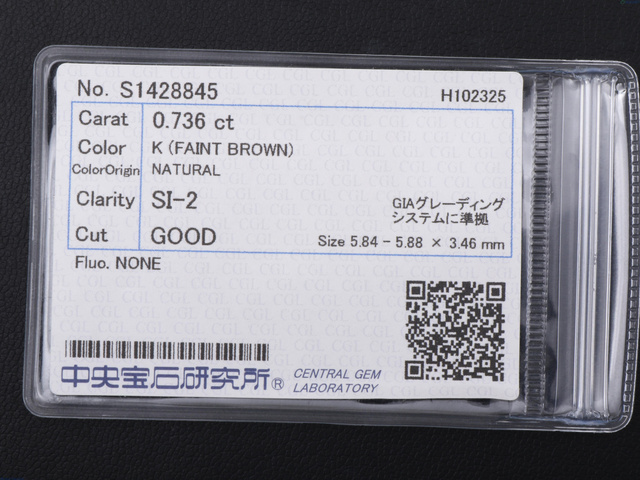 No. S1428845 H102325
Carat 0.736 ct
Color K (FAINT BROWN)
ColorOrigin NATURAL
Clarity SI-2 GIAグレーディング
システムに準拠
Cut GOOD Size 5.84 - 5.88 × 3.46 mm
Fluo. NONE
中央宝石研究所® CENTRAL GEM
LABORATORY